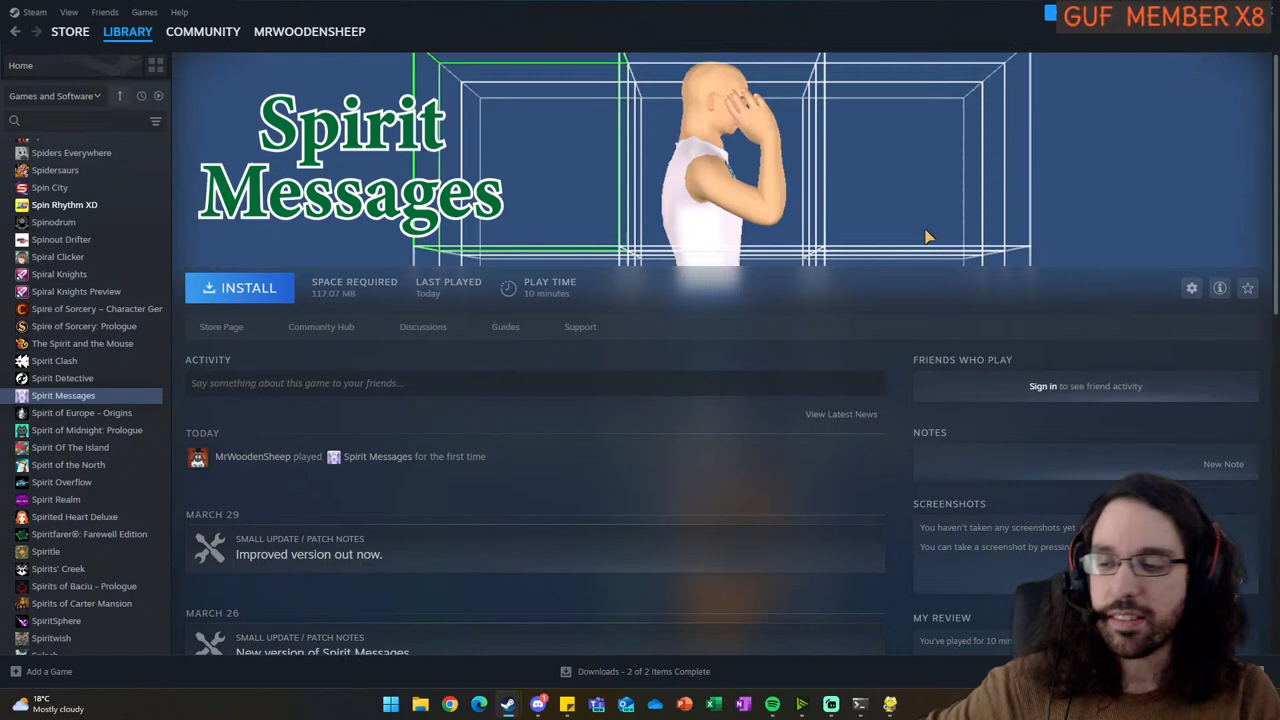 Steam View Friends Games Help
GUF MEMBER X8
STORE LIBRARY COMMUNITY MRWOODENSHEEP
Home
Games and Software
Spiders Everywhere
Spidersaurs
Spin City
Spin Rhythm XD
Spinodrum
Spinout Drifter
Spiral Clicker
Spiral Knights
Spiral Knights Preview
Spire of Sorcery – Character Ger
Spire of Sorcery: Prologue
The Spirit and the Mouse
Spirit Clash
Spirit Detective
Spirit Messages
Spirit of Europe - Origins
Spirit of Midnight: Prologue
Spirit Of The Island
Spirit of the North
Spirit Overflow
Spirit Realm
Spirited Heart Deluxe
Spiritfarer®: Farewell Edition
Spiritle
Spirits' Creek
Spirits of Baciu - Prologue
Spirits of Carter Mansion
SpiritSphere
Spiritwish
Spirit
Messages
INSTALL
SPACE REQUIRED
117.07 MB
LAST PLAYED
Today
PLAY TIME
10 minutes
Store Page Community Hub Discussions Guides Support
ACTIVITY
Say something about this game to your friends...
View Latest News
TODAY
MrWoodenSheep played Spirit Messages for the first time
MARCH 29
SMALL UPDATE / PATCH NOTES
Improved version out now.
MARCH 26
SMALL UPDATE / PATCH NOTES
New version of Spirit Messages
FRIENDS WHO PLAY
Sign in to see friend activity
NOTES
New Note
SCREENSHOTS
You haven't taken any screenshots yet
You can take a screenshot by pressin
MY REVIEW
You've played for 10 min
Add a Game
Downloads - 2 of 2 Items Complete
18°C
Mostly cloudy